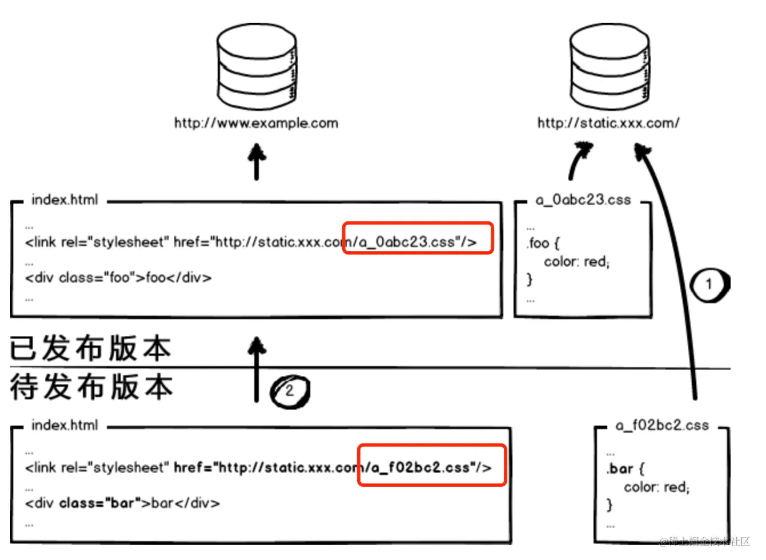 http://www.example.com
http://static.xxx.com/
index.html
...
<link rel="stylesheet" href="http://static.xxx.com/a_0abc23.css"/>
...
<div class="foo">foo</div>
...
a_0abc23.css
...
.foo {
color: red;
}
...
1
已发布版本
待发布版本
2
index.html
...
<link rel="stylesheet" href="http://static.xxx.com/a_f02bc2.css"/>
...
<div class="bar">bar</div>
...
a_f02bc2.css
...
.bar {
color: red;
}
...
@稀土掘金技术社区